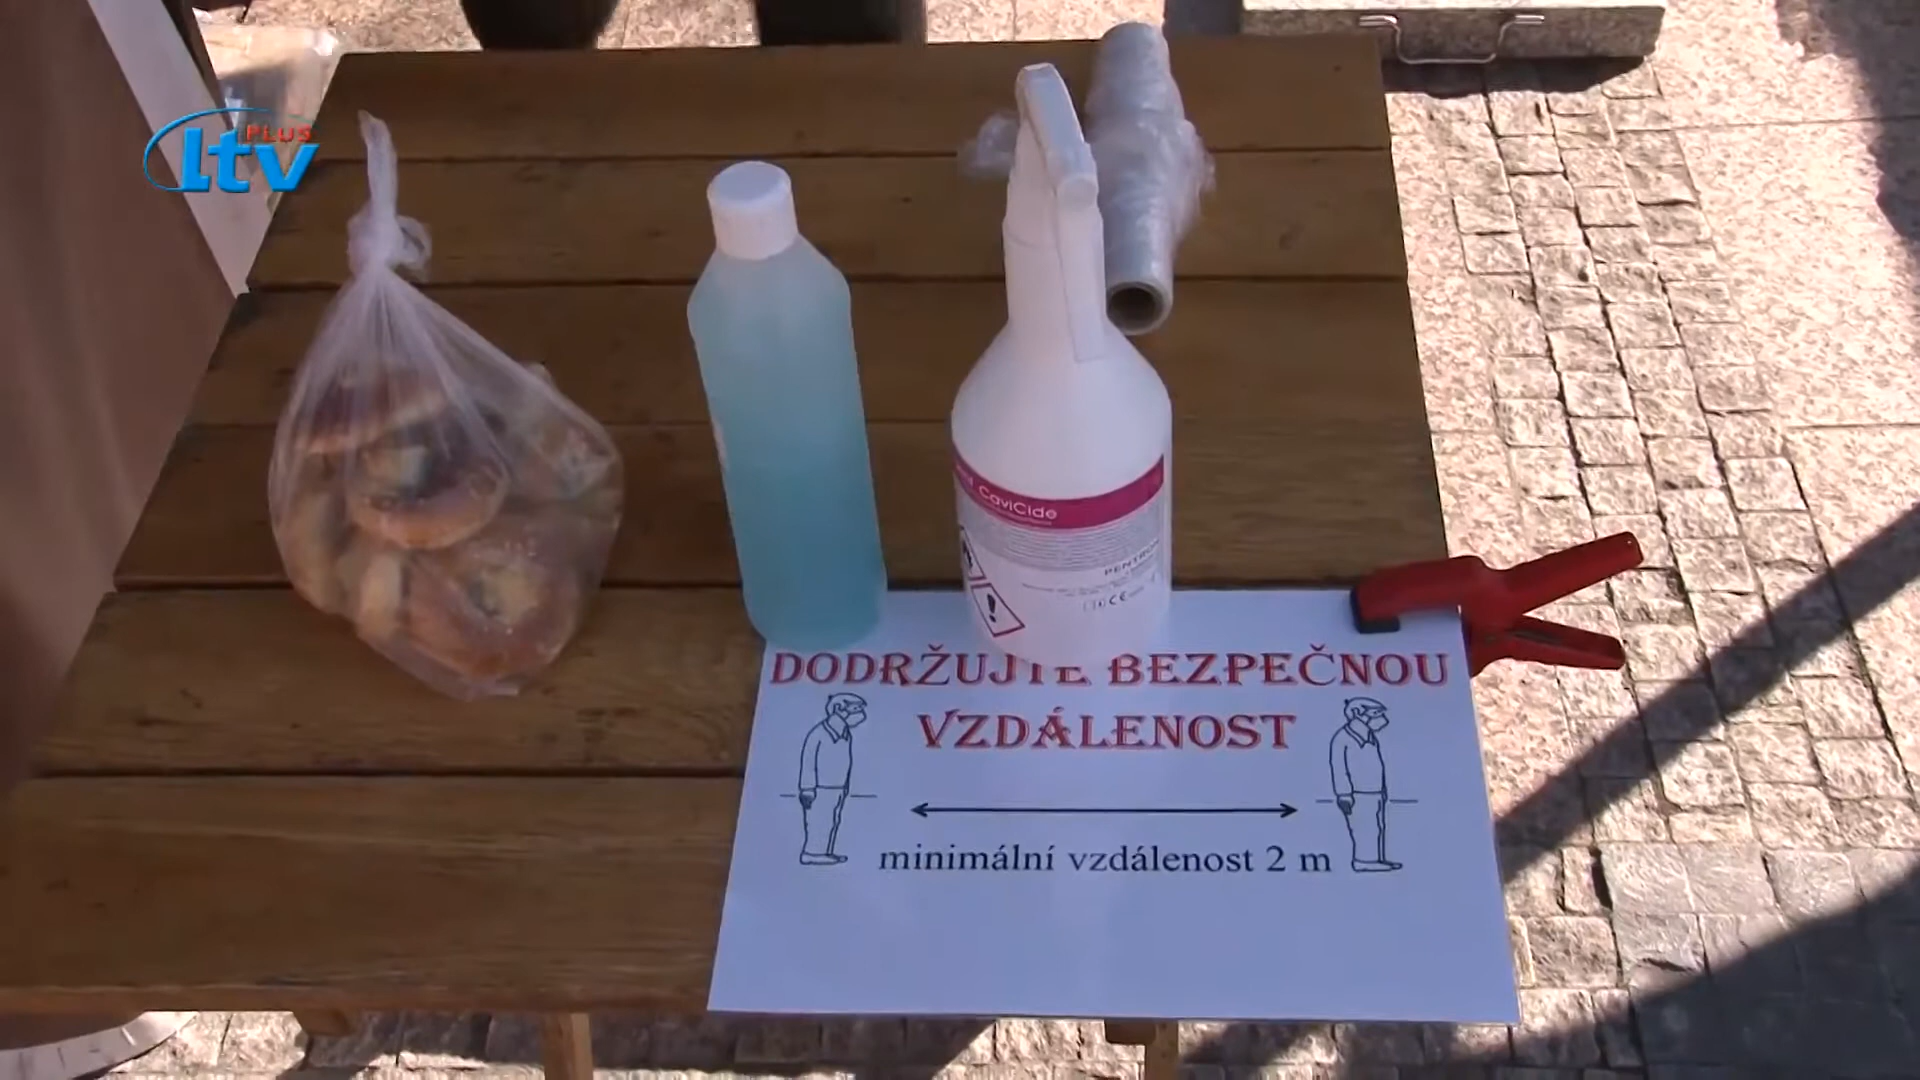 ltv PLUS
CaviCide
DODRŽUJTE BEZPEČNOU
VZDÁLENOST
minimální vzdálenost 2 m